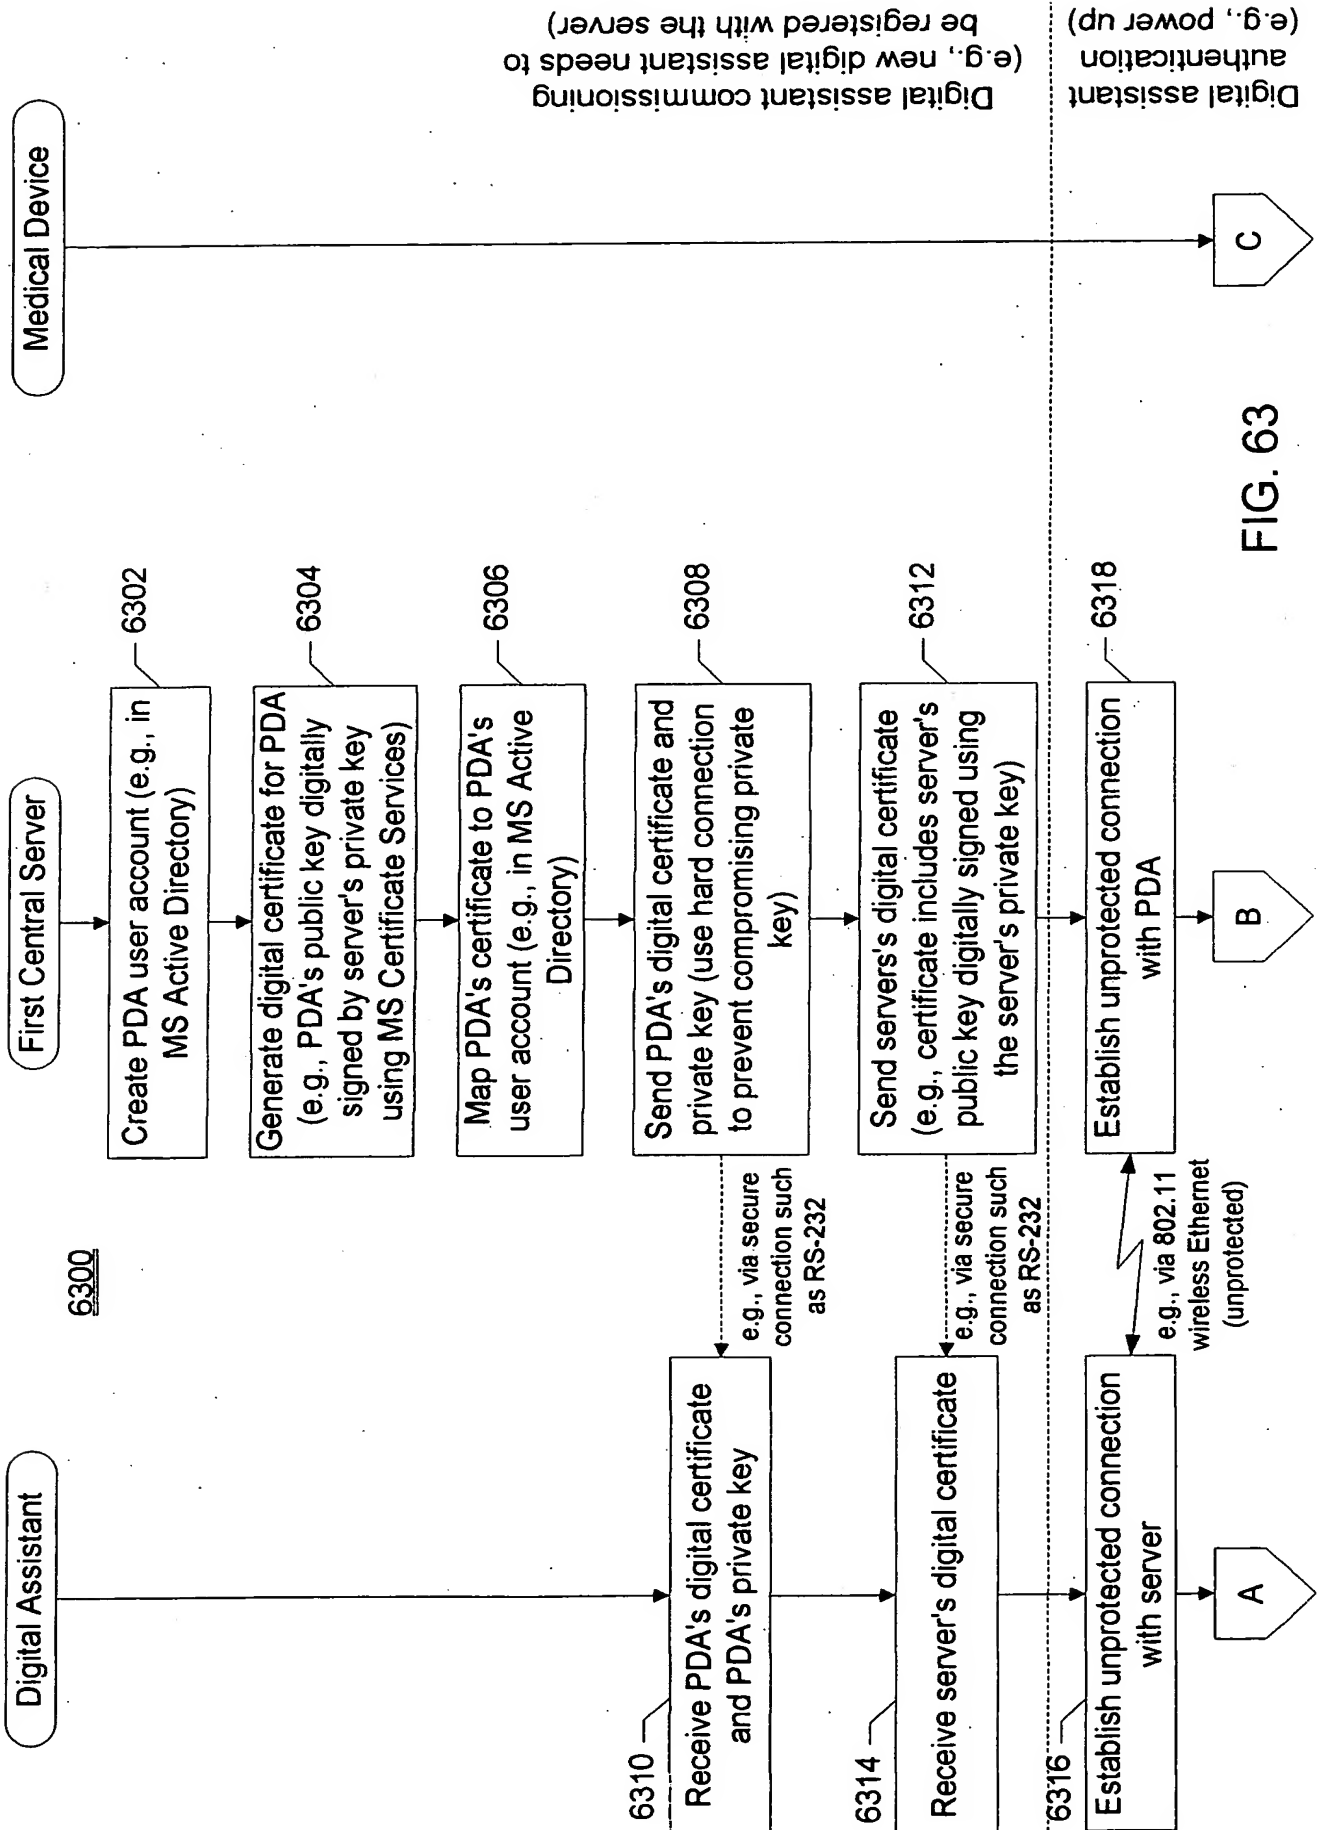 6300
Digital Assistant
First Central Server
Medical Device
Create PDA user account (e.g., in
MS Active Directory)
6302
Generate digital certificate for PDA
(e.g., PDA's public key digitally
signed by server's private key
using MS Certificate Services)
6304
Map PDA's certificate to PDA's
user account (e.g., in MS Active
Directory)
6306
Send PDA's digital certificate and
private key (use hard connection
to prevent compromising private
key)
6308
e.g., via secure
connection such
as RS-232
6310
Receive PDA's digital certificate
and PDA's private key
Send servers's digital certificate
(e.g., certificate includes server's
public key digitally signed using
the server's private key)
6312
e.g., via secure
connection such
as RS-232
6314
Receive server's digital certificate
Digital assistant commissioning
(e.g., new digital assistant needs to
be registered with the server)
6316
Establish unprotected connection
with server
e.g., via 802.11
wireless Ethernet
(unprotected)
Establish unprotected connection
with PDA
6318
Digital assistant
authentication
(e.g., power up)
A
B
C
FIG. 63